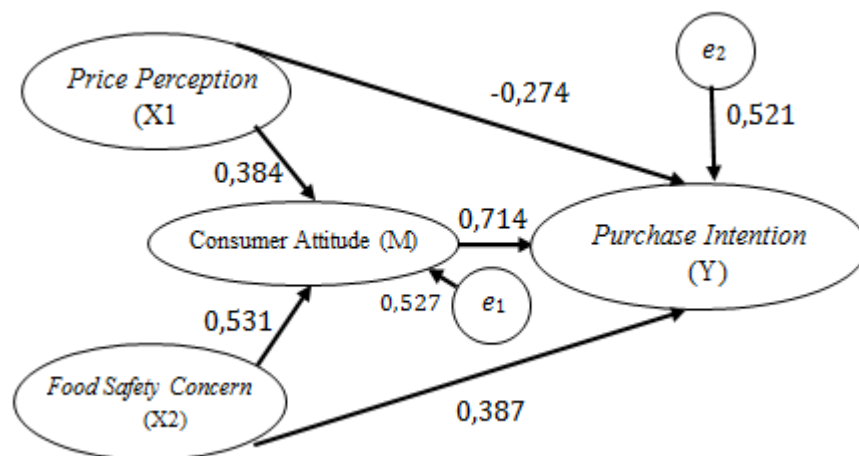 Price Perception
(X1
e2
-0,274
0,521
0,384
Consumer Attitude (M)
0,714
Purchase Intention
(Y)
0,527
e1
0,531
Food Safety Concern
(X2)
0,387